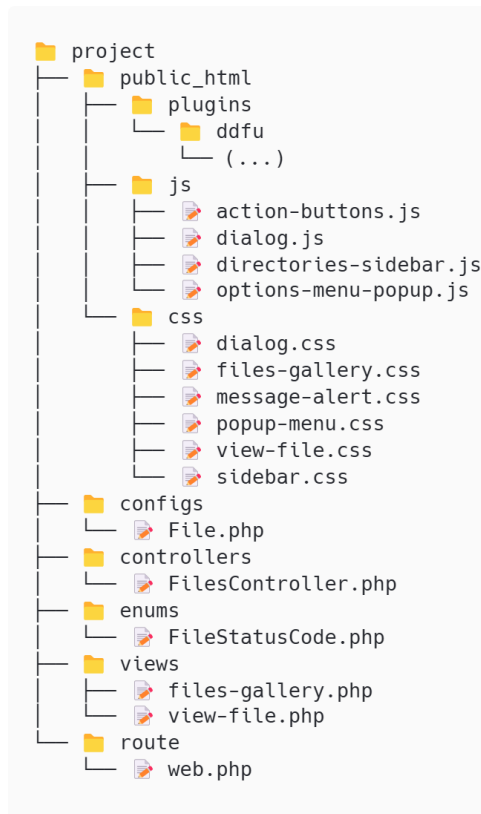 project
public_html
plugins
ddfu
(...)
js
action-buttons.js
dialog.js
directories-sidebar.js
options-menu-popup.js
css
dialog.css
files-gallery.css
message-alert.css
popup-menu.css
view-file.css
sidebar.css
configs
File.php
controllers
FilesController.php
enums
FileStatusCode.php
views
files-gallery.php
view-file.php
route
web.php